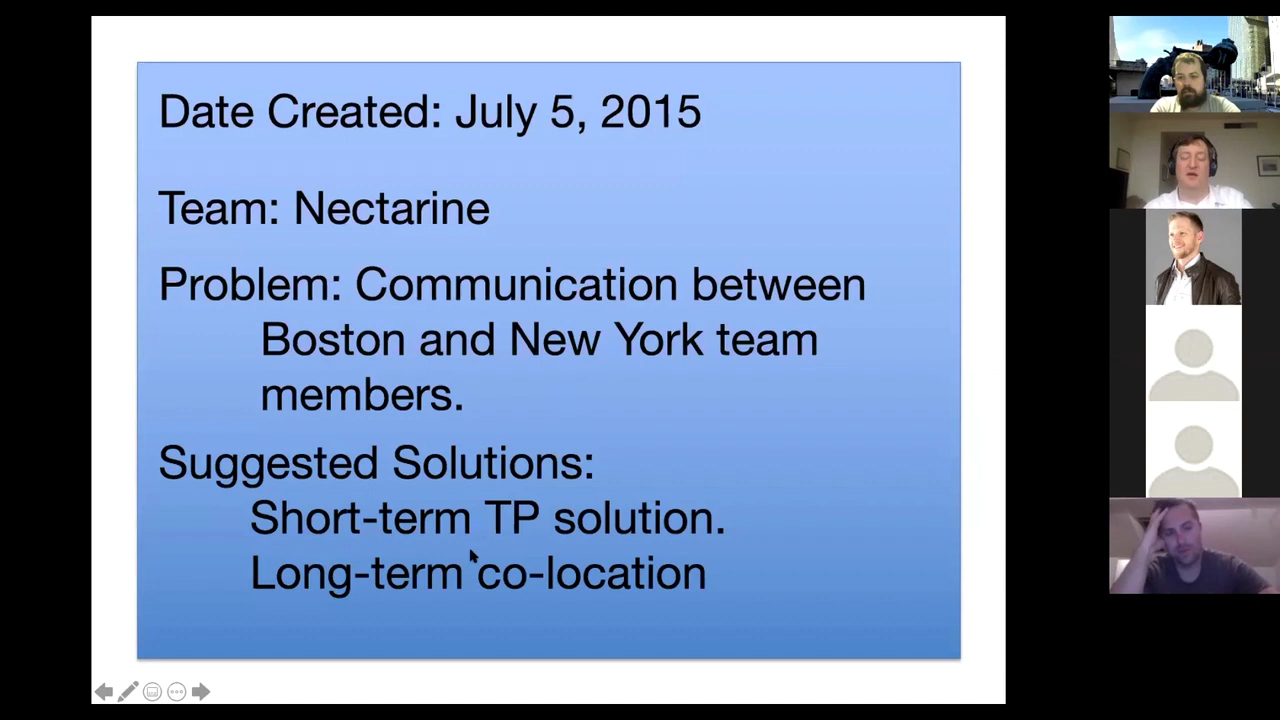 Date Created: July 5, 2015
Team: Nectarine
Problem: Communication between
Boston and New York team
members.
Suggested Solutions:
Short-term TP solution.
Long-term co-location